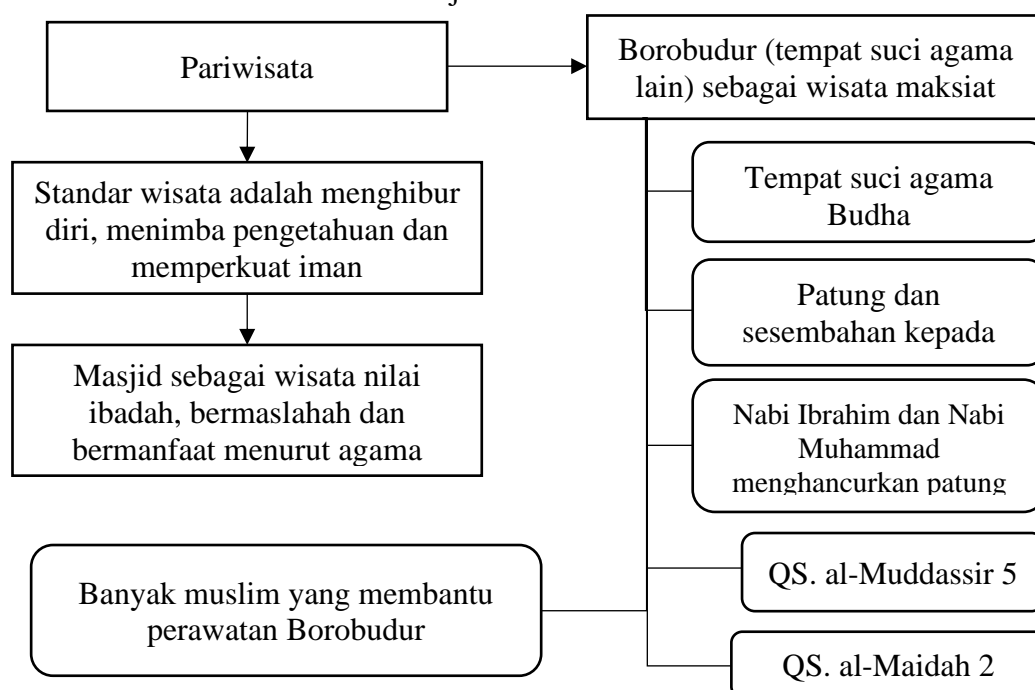 Pariwisata
Standar wisata adalah menghibur
diri, menimba pengetahuan dan
memperkuat iman
Masjid sebagai wisata nilai
ibadah, bermaslahah dan
bermanfaat menurut agama
Banyak muslim yang membantu
perawatan Borobudur
Borobudur (tempat suci agama
lain) sebagai wisata maksiat
Tempat suci agama
Budha
Patung dan
sesembahan kepada
Nabi Ibrahim dan Nabi
Muhammad
menghancurkan patung
QS. al-Muddassir 5
QS. al-Maidah 2